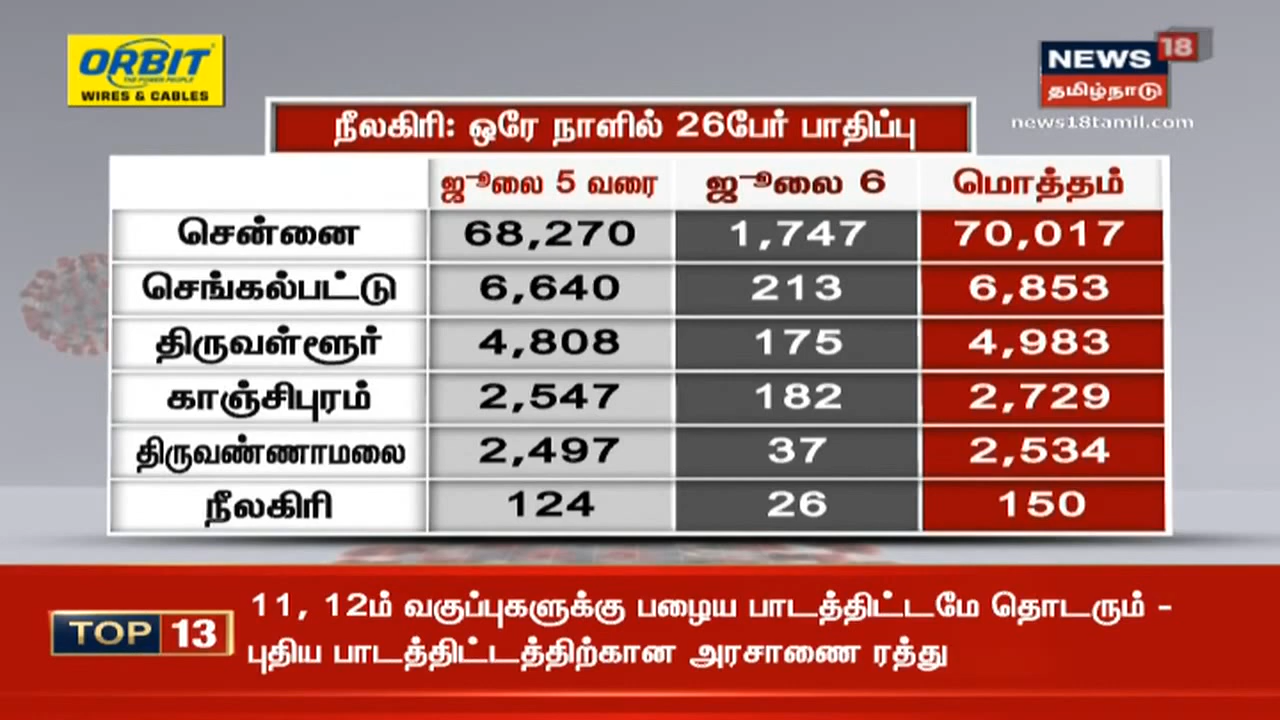 ORBIT
THE POWER PEOPLE
WIRES & CABLES
NEWS 18
தமிழ்நாடு
news18tamil.com
நீலகிரி: ஒரே நாளில் 26பேர் பாதிப்பு
ஜூலை 5 வரை ஜூலை 6 மொத்தம்
சென்னை 68,270 1,747 70,017
செங்கல்பட்டு 6,640 213 6,853
திருவள்ளூர் 4,808 175 4,983
காஞ்சிபுரம் 2,547 182 2,729
திருவண்ணாமலை 2,497 37 2,534
நீலகிரி 124 26 150
TOP 13
11, 12ம் வகுப்புகளுக்கு பழைய பாடத்திட்டமே தொடரும் -
புதிய பாடத்திட்டத்திற்கான அரசாணை ரத்து